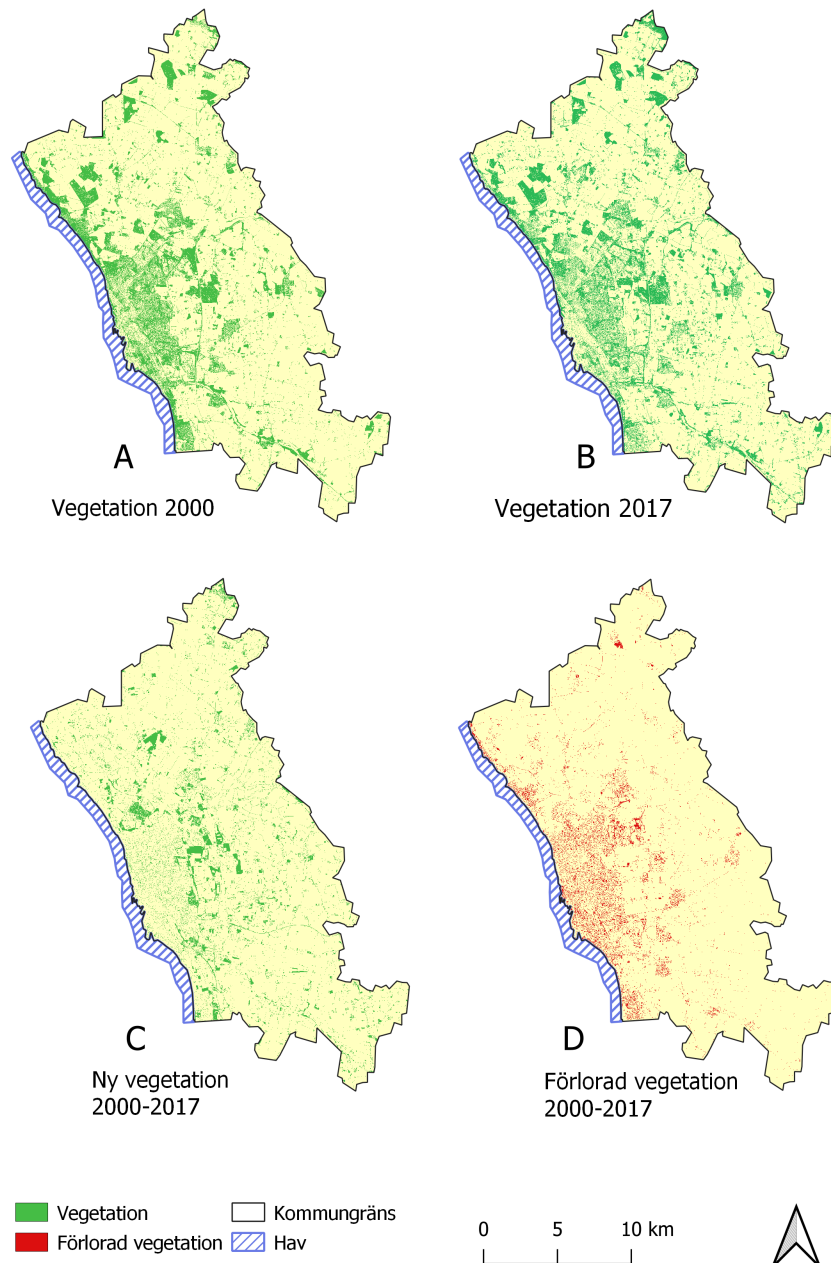 A
Vegetation 2000
B
Vegetation 2017
C
Ny vegetation
2000-2017
D
Förlorad vegetation
2000-2017
Vegetation
Förlorad vegetation
Kommungräns
Hav
0 5 10 km